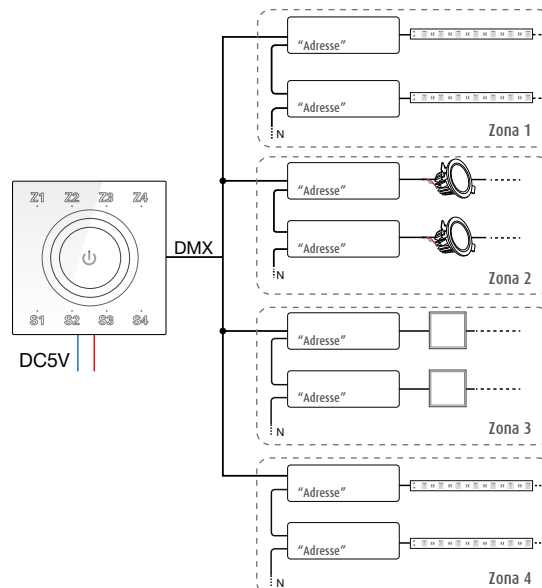 "Adresse"
"Adresse"
N
Zona 1
Z1 Z2 Z3 Z4
"Adresse"
DMX
"Adresse"
N
Zona 2
S1 S2 S3 S4
DC5V
"Adresse"
"Adresse"
N
Zona 3
"Adresse"
"Adresse"
N
Zona 4